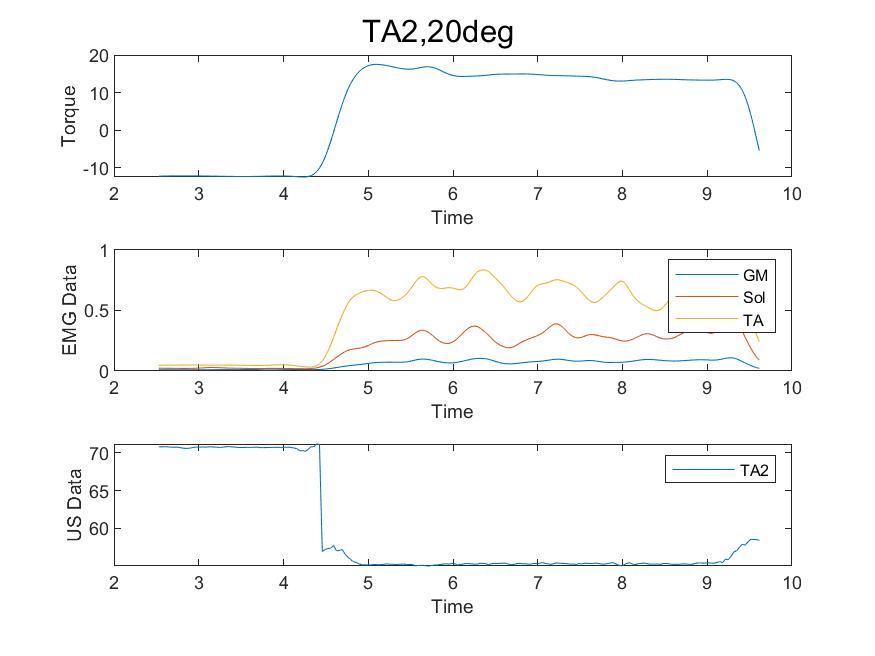 TA2,20deg
20
10
0
-10
Torque
2 3 4 5 6 7 8 9 10
Time
1
0.5
0
EMG Data
GM
Sol
TA
2 3 4 5 6 7 8 9 10
Time
70
65
60
US Data
TA2
2 3 4 5 6 7 8 9 10
Time